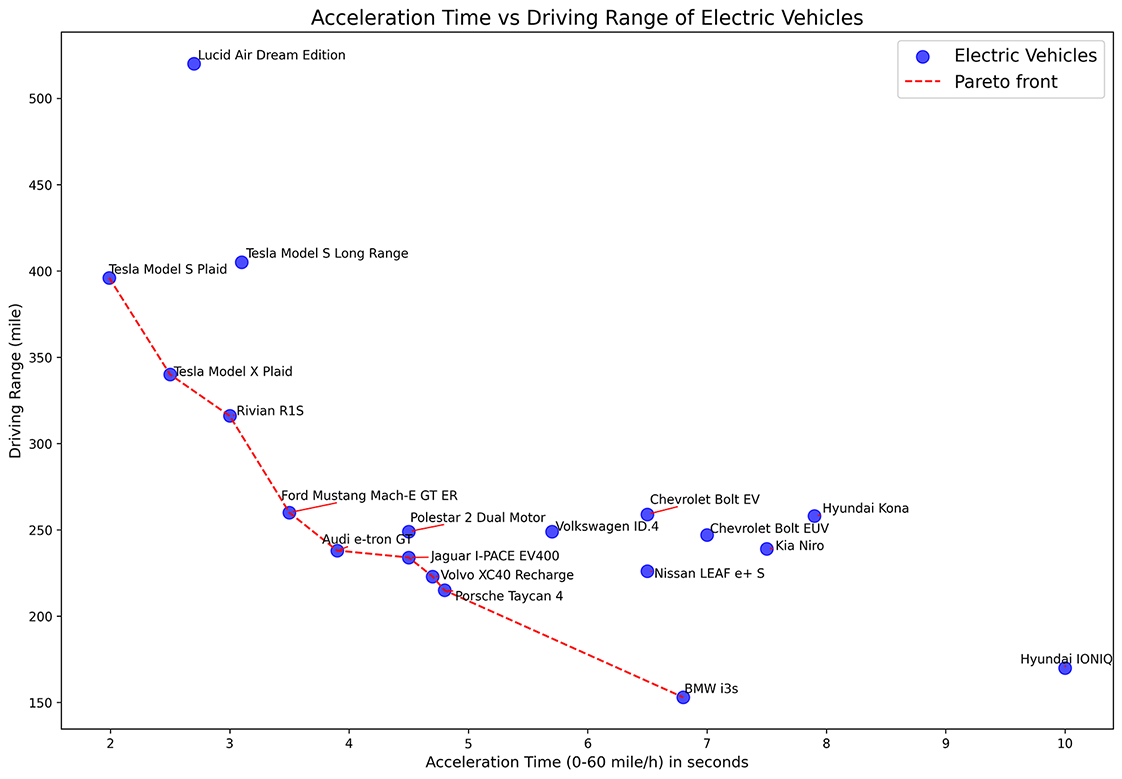 Acceleration Time vs Driving Range of Electric Vehicles
Electric Vehicles
Pareto front
Lucid Air Dream Edition
Tesla Model S Long Range
Tesla Model S Plaid
Tesla Model X Plaid
Rivian R1S
Ford Mustang Mach-E GT ER
Chevrolet Bolt EV
Hyundai Kona
Polestar 2 Dual Motor
Volkswagen ID.4
Chevrolet Bolt EUV
Audi e-tron GT
Kia Niro
Jaguar I-PACE EV400
Volvo XC40 Recharge
Nissan LEAF e+ S
Porsche Taycan 4
Hyundai IONIQ
BMW i3s
500
450
400
350
300
250
200
150
Driving Range (mile)
2 3 4 5 6 7 8 9 10
Acceleration Time (0-60 mile/h) in seconds